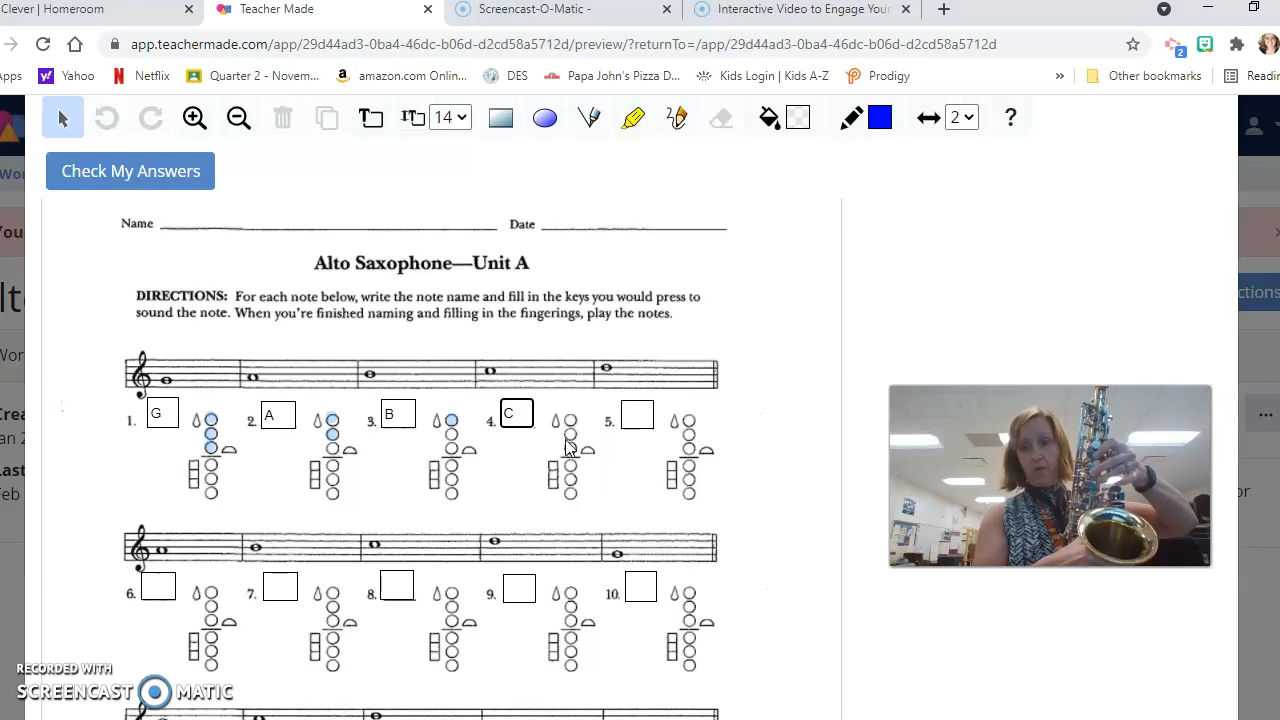 Clever | Homeroom
Teacher Made
Screencast-O-Matic -
Interactive Video to Engage Your
app.teachermade.com/app/29d44ad3-0ba4-46dc-b06d-d2cd58a5712d/preview/?returnTo=/app/29d44ad3-0ba4-46dc-b06d-d2cd58a5712d
2
pps Yahoo Netflix Quarter 2 - Novem... amazon.com Onlin... DES Papa John's Pizza D... Kids Login | Kids A-Z Prodigy » Other bookmarks Readin
14 2 ?
Check My Answers
Name Date
Alto Saxophone—Unit A
DIRECTIONS: For each note below, write the note name and fill in the keys you would press to
sound the note. When you're finished naming and filling in the fingerings, play the notes.
1. G 2. A 3. B 4. C 5.
6. 7. 8. 9. 10.
RECORDED WITH
SCREENCAST MATIC